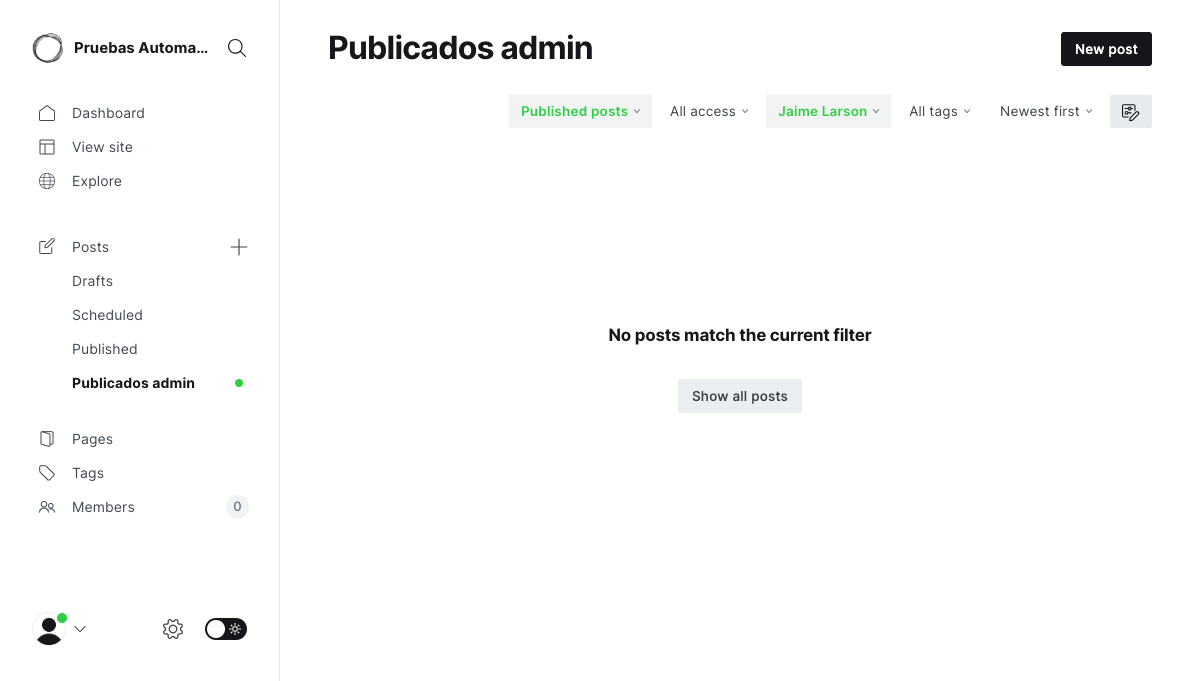 Pruebas Automa...
Publicados admin
New post
Published posts
All access
Jaime Larson
All tags
Newest first
Dashboard
View site
Explore
Posts
Drafts
Scheduled
Published
Publicados admin
Pages
Tags
Members
0
No posts match the current filter
Show all posts